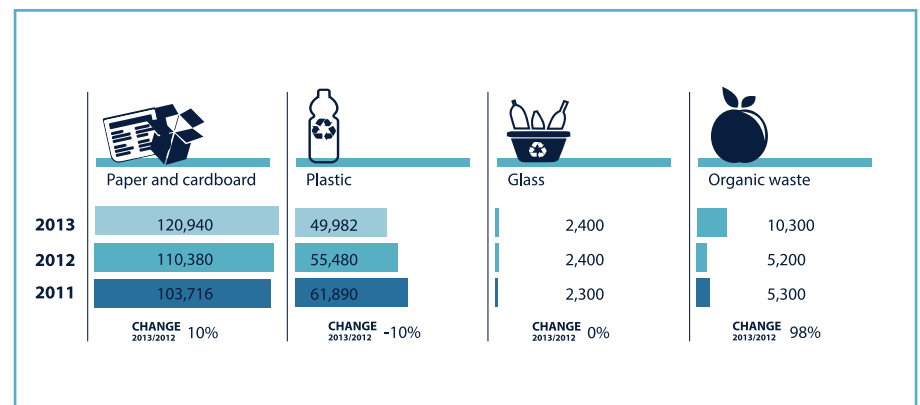 Paper and cardboard Plastic Glass Organic waste
2013 120,940 49,982 2,400 10,300
2012 110,380 55,480 2,400 5,200
2011 103,716 61,890 2,300 5,300
CHANGE 2013/2012 10% CHANGE 2013/2012 -10% CHANGE 2013/2012 0% CHANGE 2013/2012 98%